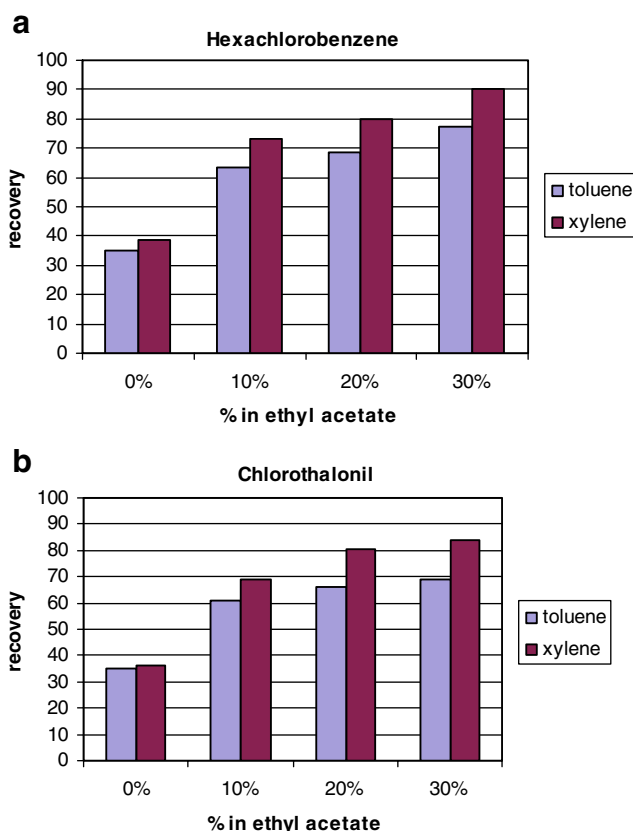 a
Hexachlorobenzene
100
90
80
70
60
50
40
30
20
10
0
recovery
0% 10% 20% 30%
% in ethyl acetate
toluene
xylene
b
Chlorothalonil
100
90
80
70
60
50
40
30
20
10
0
recovery
0% 10% 20% 30%
% in ethyl acetate
toluene
xylene